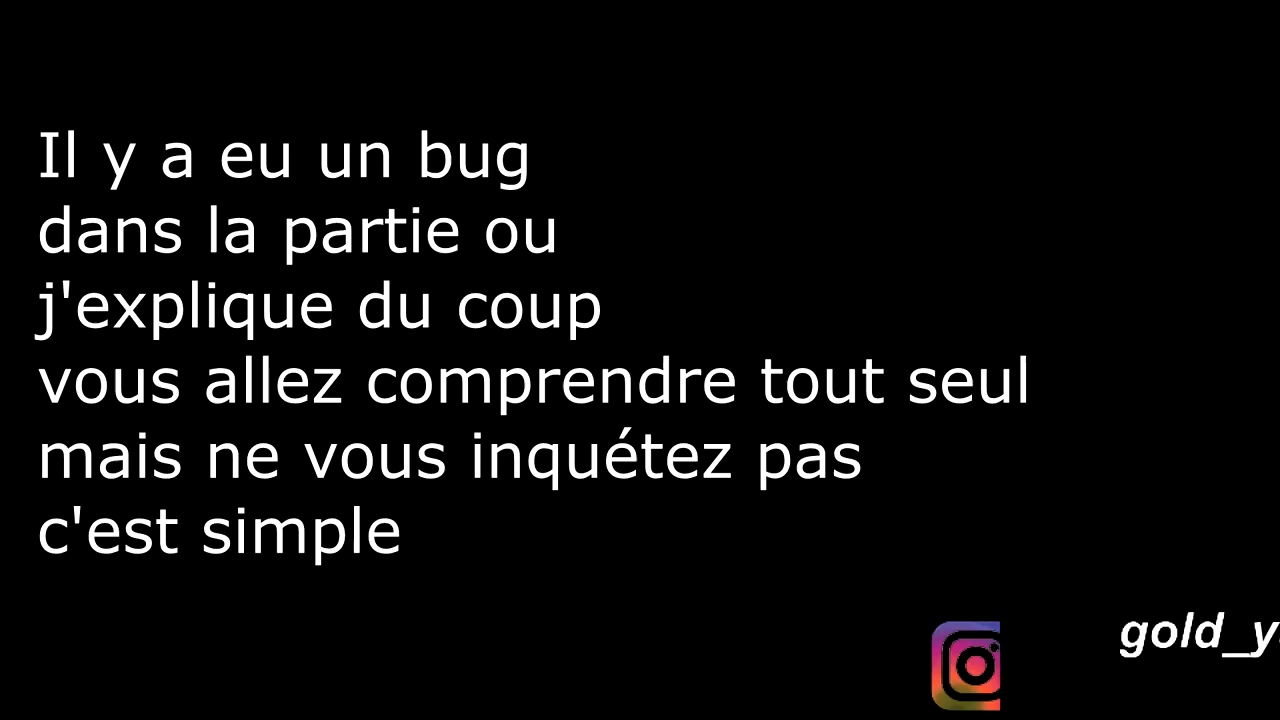 Il y a eu un bug
dans la partie ou
j'explique du coup
vous allez comprendre tout seul
mais ne vous inquétez pas
c'est simple